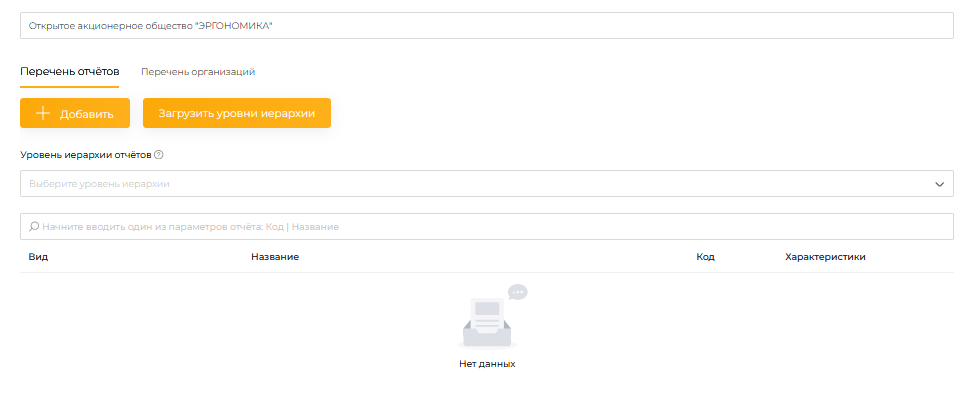 Открытое акционерное общество "ЭРГОНОМИКА"
Перечень отчётов Перечень организаций
Добавить Загрузить уровни иерархии
Уровень иерархии отчётов
Выберите уровень иерархии
Начните вводить один из параметров отчёта: Код | Название
Вид Название Код Характеристики
Нет данных